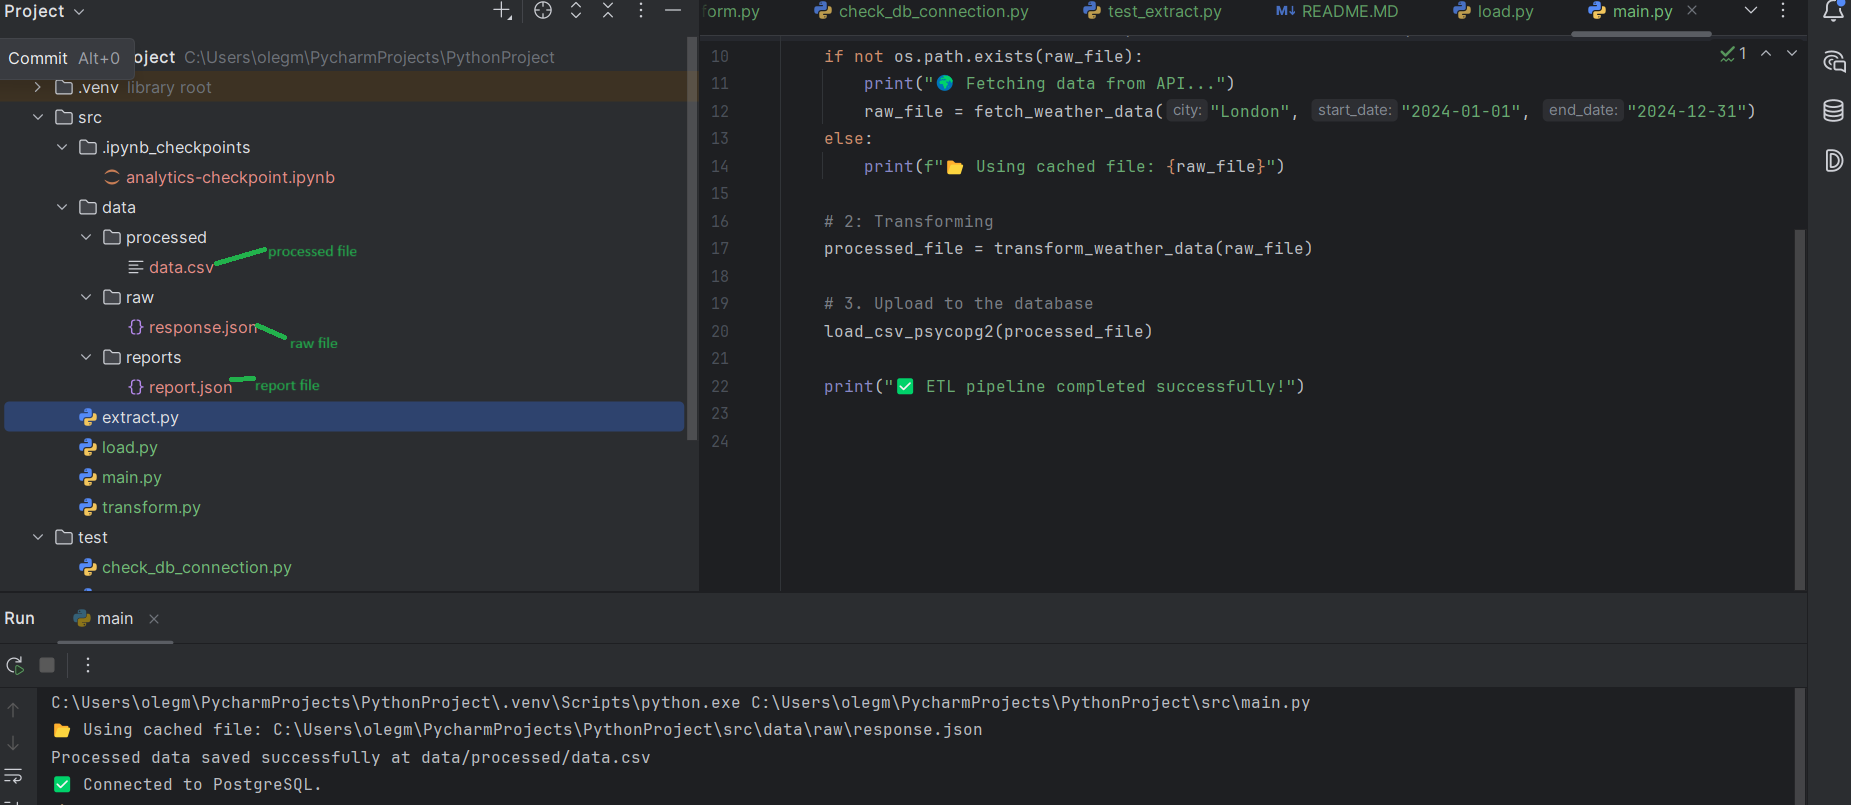 Project
form.py
check_db_connection.py
test_extract.py
M↓ README.MD
load.py
main.py
Commit Alt+0
oject C:\Users\olegm\PycharmProjects\PythonProject
.venv library root
src
.ipynb_checkpoints
analytics-checkpoint.ipynb
data
processed
processed file
data.csv
raw
{} response.json
raw file
reports
{} report.json
report file
extract.py
load.py
main.py
transform.py
test
check_db_connection.py
1
10 if not os.path.exists(raw_file):
11 print("🌍 Fetching data from API...")
12 raw_file = fetch_weather_data( city: "London", start_date: "2024-01-01", end_date: "2024-12-31")
13 else:
14 print(f"📂 Using cached file: {raw_file}")
15
16 # 2: Transforming
17 processed_file = transform_weather_data(raw_file)
18
19 # 3. Upload to the database
20 load_csv_psycopg2(processed_file)
21
22 print("✅ ETL pipeline completed successfully!")
23
24
Run
main
C:\Users\olegm\PycharmProjects\PythonProject\.venv\Scripts\python.exe C:\Users\olegm\PycharmProjects\PythonProject\src\main.py
📂 Using cached file: C:\Users\olegm\PycharmProjects\PythonProject\src\data\raw\response.json
Processed data saved successfully at data/processed/data.csv
✅ Connected to PostgreSQL.